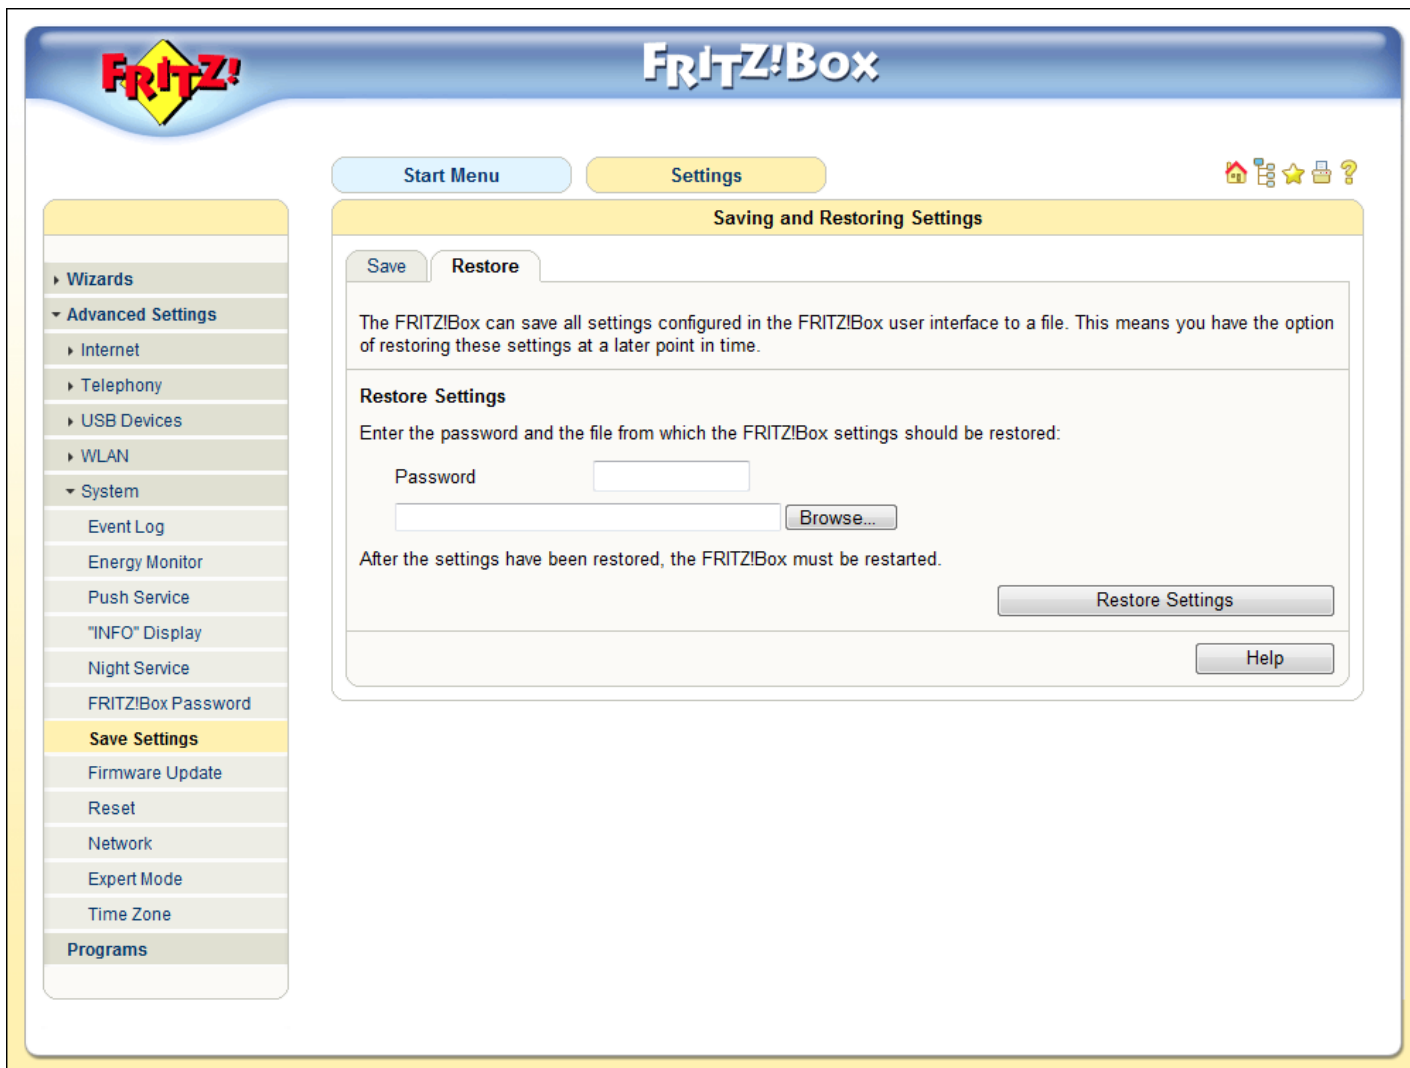 FRITZ!
FRITZ!Box
Start Menu
Settings
Saving and Restoring Settings
Wizards
Advanced Settings
Internet
Telephony
USB Devices
WLAN
System
Event Log
Energy Monitor
Push Service
"INFO" Display
Night Service
FRITZ!Box Password
Save Settings
Firmware Update
Reset
Network
Expert Mode
Time Zone
Programs
Save
Restore
The FRITZ!Box can save all settings configured in the FRITZ!Box user interface to a file. This means you have the option
of restoring these settings at a later point in time.
Restore Settings
Enter the password and the file from which the FRITZ!Box settings should be restored:
Password
Browse...
After the settings have been restored, the FRITZ!Box must be restarted.
Restore Settings
Help